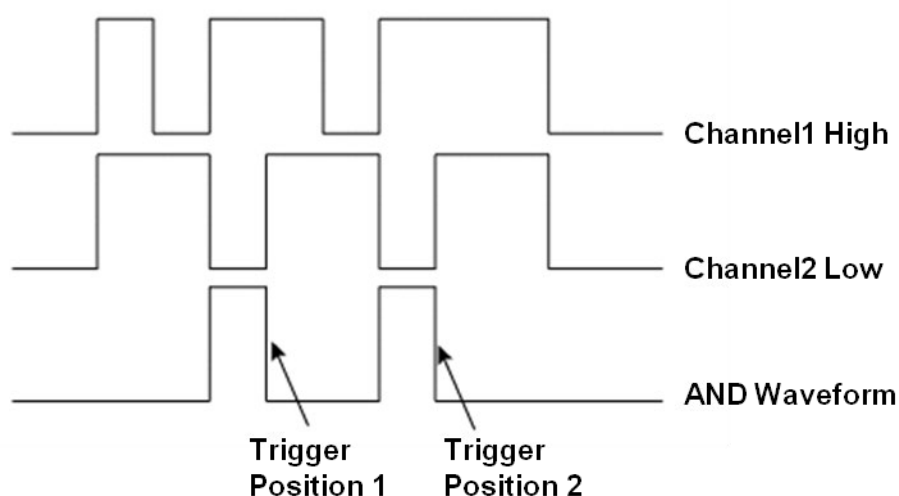 Channel1 High
Channel2 Low
AND Waveform
Trigger
Position 1
Trigger
Position 2